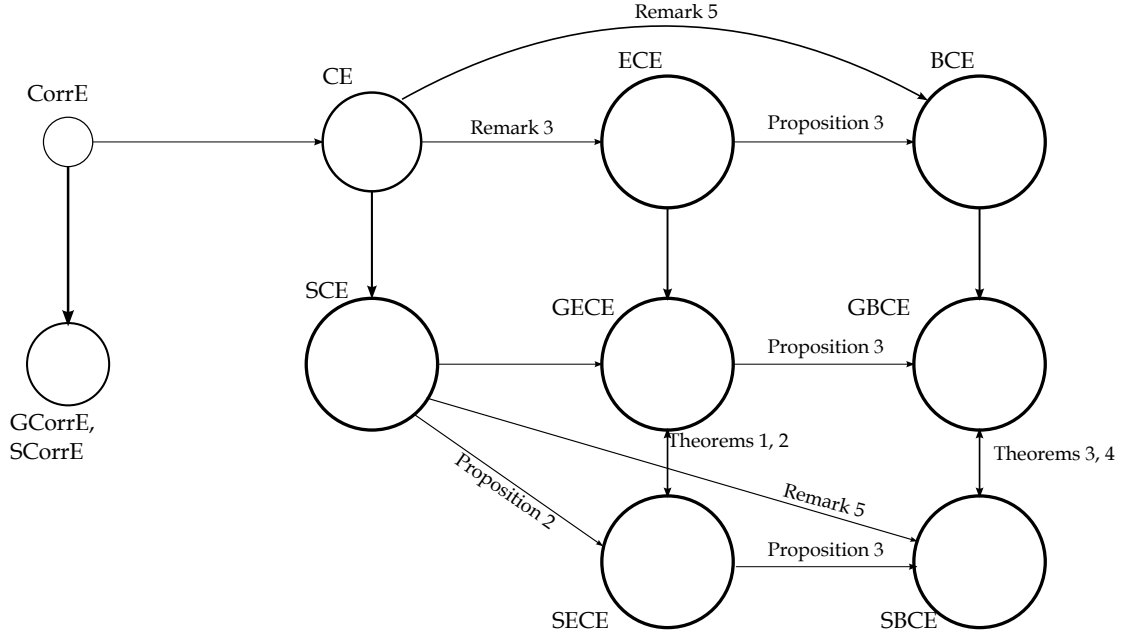 Remark 5
CE
ECE
BCE
CorrE
Remark 3
Proposition 3
SCE
GECE
GBCE
Proposition 3
GCorrE,
SCorrE
Theorems 1, 2
Theorems 3, 4
Proposition 2
Remark 5
Proposition 3
SECE
SBCE